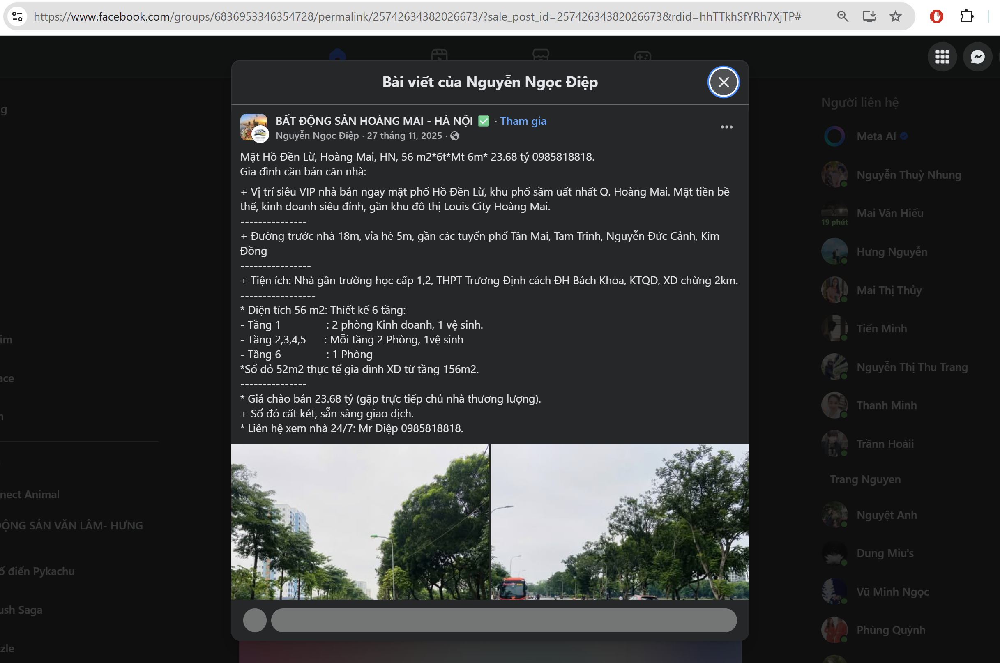 https://www.facebook.com/groups/6836953346354728/permalink/25742634382026673/?sale_post_id=25742634382026673&rdid=hhTTkhSfYRh7XjTP#
Bài viết của Nguyễn Ngọc Điệp
BẤT ĐỘNG SẢN HOÀNG MAI - HÀ NỘI ✅ · Tham gia
Nguyễn Ngọc Điệp · 27 tháng 11, 2025 ·
Mặt Hồ Đền Lừ, Hoàng Mai, HN, 56 m2*6t*Mt 6m* 23.68 tỷ 0985818818.
Gia đình cần bán căn nhà:
+ Vị trí siêu VIP nhà bán ngay mặt phố Hồ Đền Lừ, khu phố sầm uất nhất Q. Hoàng Mai. Mặt tiền bề
thế, kinh doanh siêu đỉnh, gần khu đô thị Louis City Hoàng Mai.
---------------
+ Đường trước nhà 18m, vỉa hè 5m, gần các tuyến phố Tân Mai, Tam Trinh, Nguyễn Đức Cảnh, Kim
Đồng
----------------
+ Tiện ích: Nhà gần trường học cấp 1,2, THPT Trương Định cách ĐH Bách Khoa, KTQD, XD chừng 2km.
-----------------
* Diện tích 56 m2: Thiết kế 6 tầng:
- Tầng 1 : 2 phòng Kinh doanh, 1 vệ sinh.
- Tầng 2,3,4,5 : Mỗi tầng 2 Phòng, 1vệ sinh
- Tầng 6 : 1 Phòng
*Sổ đỏ 52m2 thực tế gia đình XD từ tầng 156m2.
---------------
* Giá chào bán 23.68 tỷ (gặp trực tiếp chủ nhà thương lượng).
+ Sổ đỏ cất két, sẵn sàng giao dịch.
* Liên hệ xem nhà 24/7: Mr Điệp 0985818818.
g
im
ace
n
nect Animal
ĐỘNG SẢN VĂN LÂM- HƯNG
ổ điển Pykachu
ush Saga
zzle
Người liên hệ
Meta AI
Nguyễn Thuỳ Nhung
Mai Văn Hiếu
19 phút
Hưng Nguyễn
Mai Thị Thủy
Tiến Minh
Nguyễn Thị Thu Trang
Thanh Minh
Trầnn Hoàii
Trang Nguyen
Nguyệt Anh
Dung Miu's
Vũ Minh Ngọc
Phùng Quỳnh